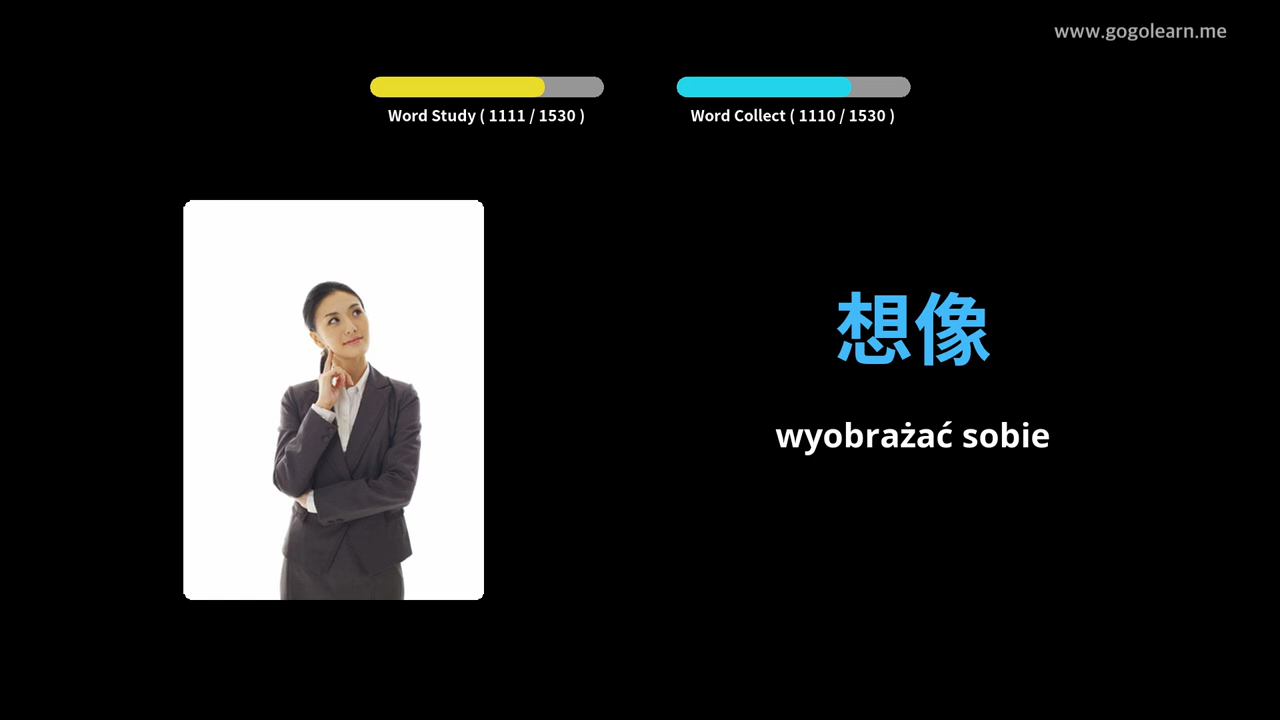 www.gogolearn.me
Word Study ( 1111 / 1530 )
Word Collect ( 1110 / 1530 )
想像
wyobrażać sobie